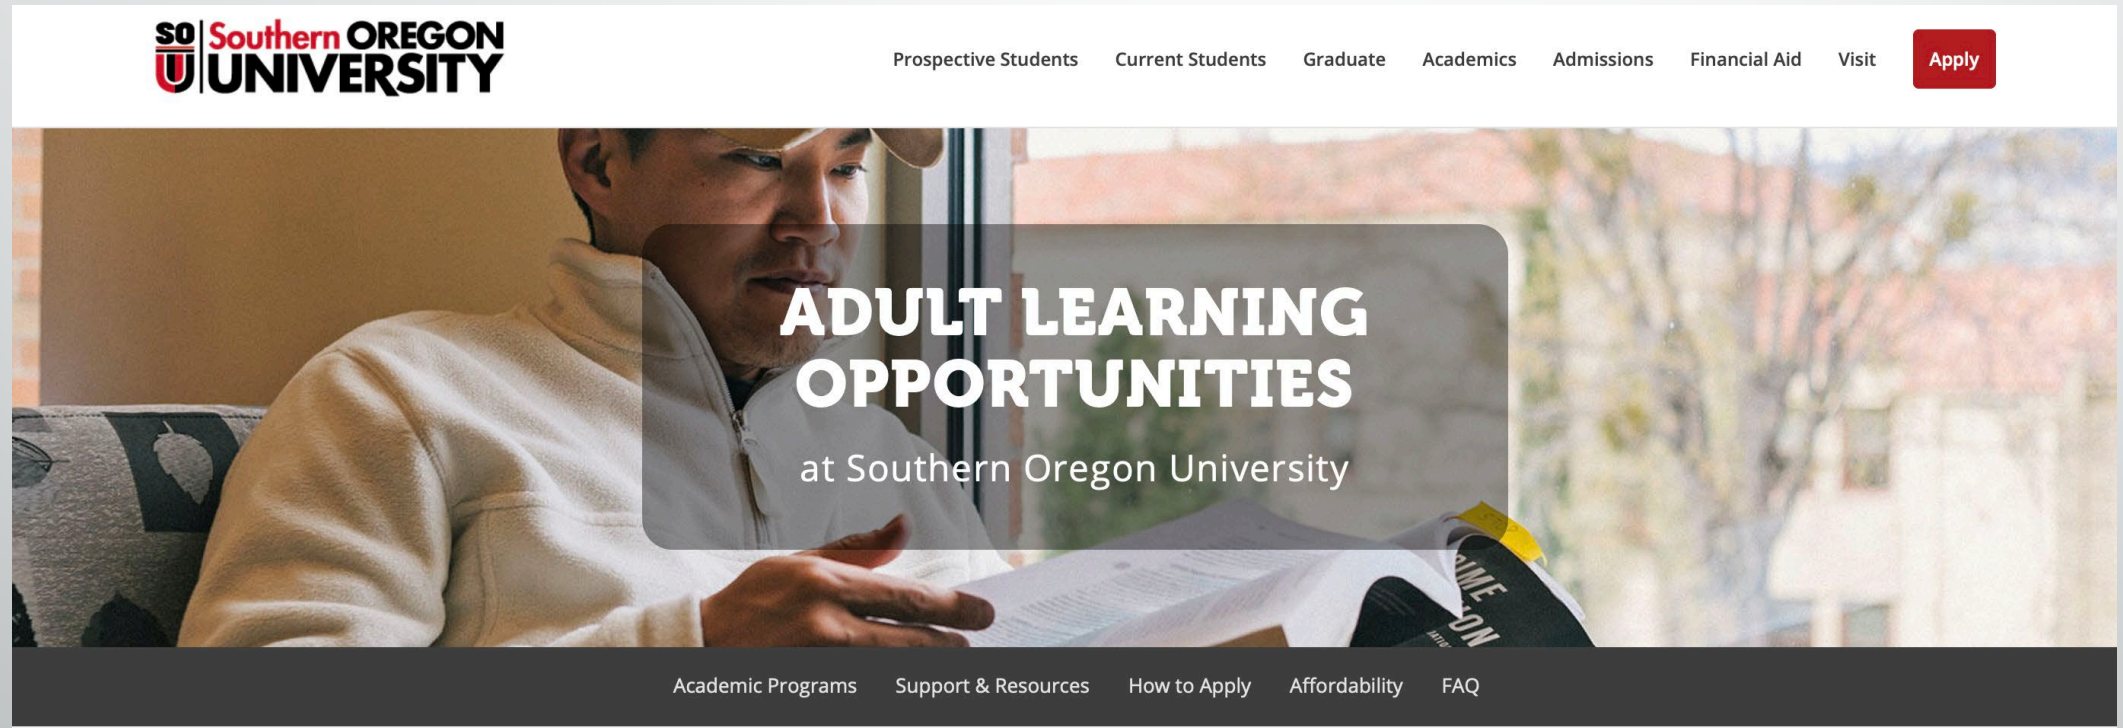 SO
U
Southern OREGON
UNIVERSITY
Prospective Students Current Students Graduate Academics Admissions Financial Aid Visit Apply
ADULT LEARNING
OPPORTUNITIES
at Southern Oregon University
Academic Programs Support & Resources How to Apply Affordability FAQ